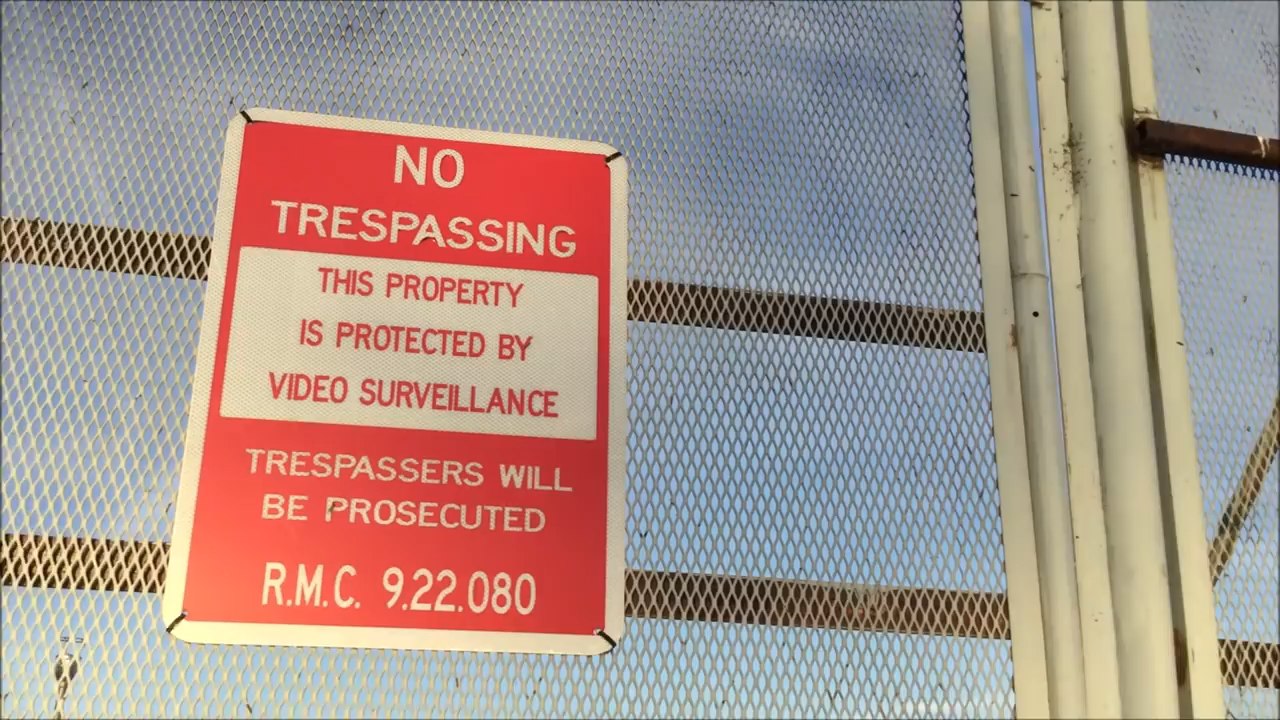 NO
TRESPASSING
THIS PROPERTY
IS PROTECTED BY
VIDEO SURVEILLANCE
TRESPASSERS WILL
BE PROSECUTED
R.M.C. 9.22.080